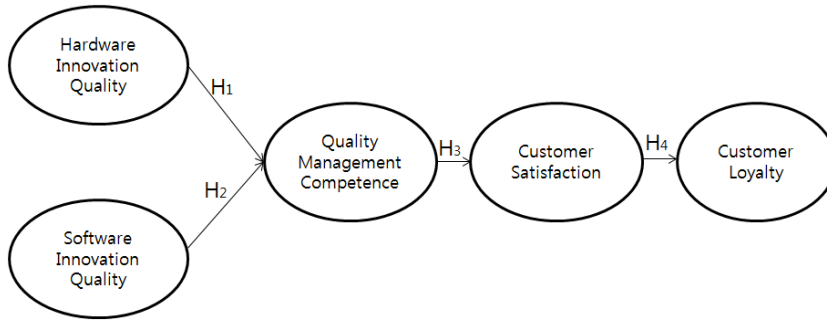 Hardware
Innovation
Quality
H1
Software
Innovation
Quality
H2
Quality
Management
Competence
H3
Customer
Satisfaction
H4
Customer
Loyalty